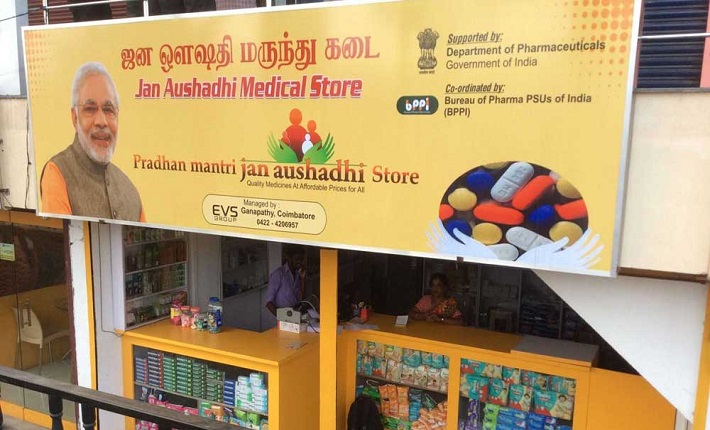 ஜன ஔஷதி மருந்து கடை
Jan Aushadhi Medical Store
Pradhan mantri jan aushadhi Store
Quality Medicines At Affordable Prices for All
EVS
GROUP
Managed by :
Ganapathy, Coimbatore
0422 - 4206957
Supported by:
Department of Pharmaceuticals
Government of India
Co-ordinated by:
bppi
Bureau of Pharma PSUs of India
(BPPI)